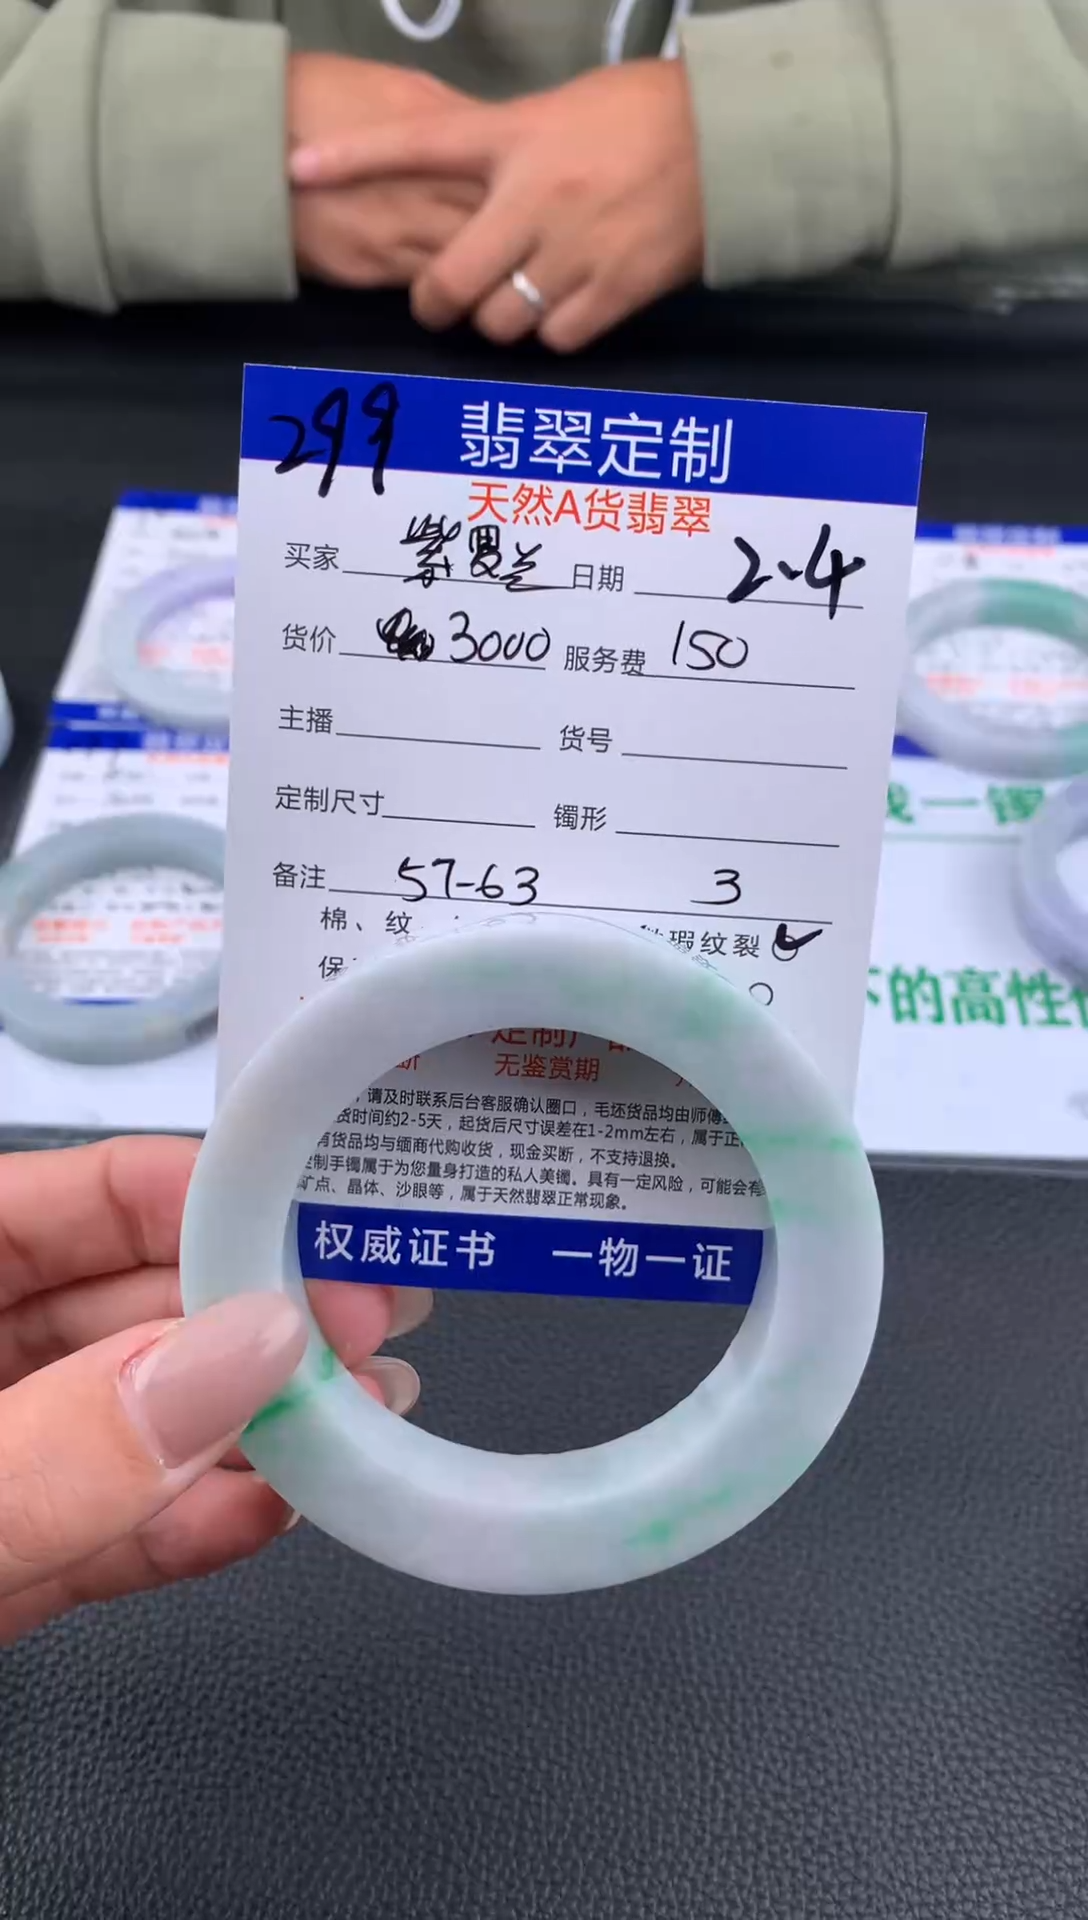 299 翡翠定制
天然A货翡翠
买家 紫罗兰 日期 2.4
货价 3000 服务费 150
主播 货号
定制尺寸 镯形
备注 57-63 3
棉、纹 瑕纹裂
保
定制产
断 无鉴赏期
,请及时联系后台客服确认圈口,毛坯货品均由师傅
货时间约2-5天,起货后尺寸误差在1-2mm左右,属于正
有货品均与缅商代购收货,现金买断,不支持退换。
定制手镯属于为您量身打造的私人美镯。具有一定风险,可能会有
矿点、晶体、沙眼等,属于天然翡翠正常现象。
权威证书 一物一证
一镯
的高性